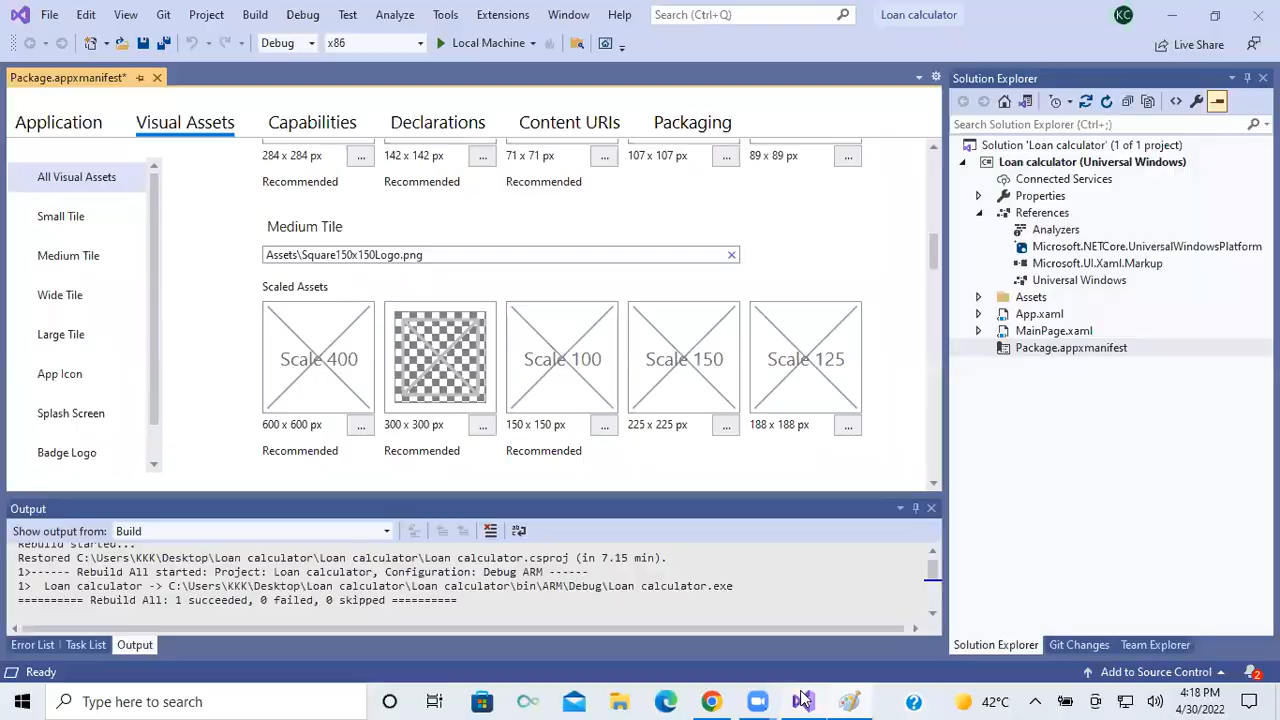 File Edit View Git Project Build Debug Test Analyze Tools Extensions Window Help Search (Ctrl+Q) Loan calculator KC
Debug x86 Local Machine Live Share
Package.appxmanifest*
Application Visual Assets Capabilities Declarations Content URIs Packaging
All Visual Assets
Small Tile
Medium Tile
Wide Tile
Large Tile
App Icon
Splash Screen
Badge Logo
284 x 284 px ... 142 x 142 px ... 71 x 71 px ... 107 x 107 px ... 89 x 89 px ...
Recommended Recommended Recommended
Medium Tile
Assets\Square150x150Logo.png
Scaled Assets
Scale 400 Scale 100 Scale 150 Scale 125
600 x 600 px ... 300 x 300 px ... 150 x 150 px ... 225 x 225 px ... 188 x 188 px ...
Recommended Recommended Recommended
Solution Explorer
Search Solution Explorer (Ctrl+;)
Solution 'Loan calculator' (1 of 1 project)
Loan calculator (Universal Windows)
Connected Services
Properties
References
Analyzers
Microsoft.NETCore.UniversalWindowsPlatform
Microsoft.UI.Xaml.Markup
Universal Windows
Assets
App.xaml
MainPage.xaml
Package.appxmanifest
Output
Show output from: Build
Rebuild started...
Restored C:\Users\KKK\Desktop\Loan calculator\Loan calculator\Loan calculator.csproj (in 7.15 min).
1>------ Rebuild All started: Project: Loan calculator, Configuration: Debug ARM ------
1> Loan calculator -> C:\Users\KKK\Desktop\Loan calculator\Loan calculator\bin\ARM\Debug\Loan calculator.exe
========== Rebuild All: 1 succeeded, 0 failed, 0 skipped ==========
Error List Task List Output
Solution Explorer Git Changes Team Explorer
Ready Add to Source Control 2
Type here to search 42°C 4:18 PM
4/30/2022